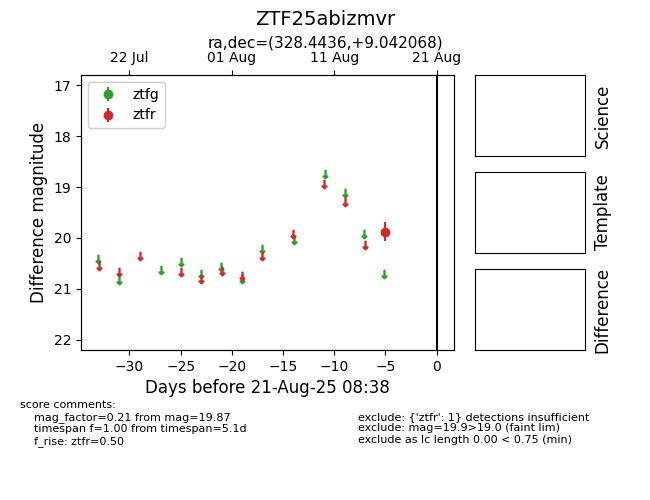 ZTF25abizmvr
ra,dec=(328.4436,+9.042068)
22 Jul
01 Aug
11 Aug
21 Aug
ztfg
ztfr
17
18
19
20
21
22
Difference magnitude
−30
−25
−20
−15
−10
−5
0
Days before 21-Aug-25 08:38
Science
Template
Difference
score comments:
mag_factor=0.21 from mag=19.87
timespan f=1.00 from timespan=5.1d
f_rise: ztfr=0.50
exclude: {'ztfr': 1} detections insufficient
exclude: mag=19.9>19.0 (faint lim)
exclude as lc length 0.00 < 0.75 (min)